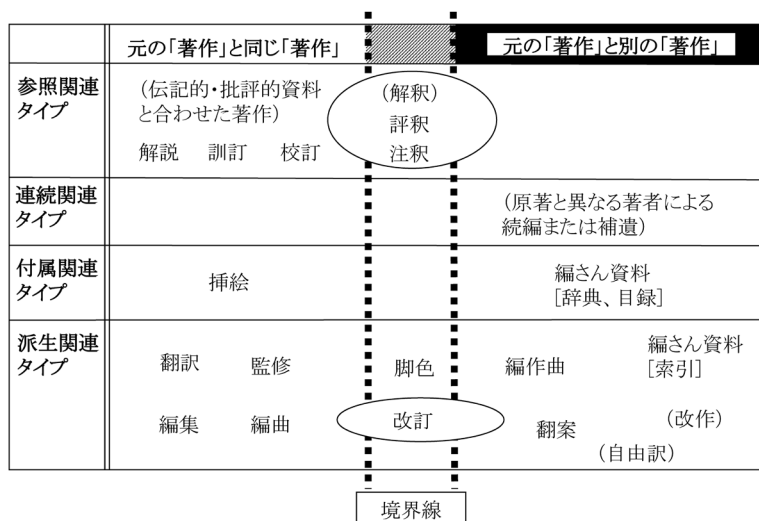 元の「著作」と同じ「著作」
元の「著作」と別の「著作」
参照関連
タイプ
(伝記的・批評的資料
と合わせた著作)
解説 訓訂 校訂
(解釈)
評釈
注釈
連続関連
タイプ
(原著と異なる著者による
続編または補遺)
付属関連
タイプ
挿絵
編さん資料
[辞典、目録]
派生関連
タイプ
翻訳 監修 脚色 編作曲
編さん資料
[索引]
編集 編曲 改訂 翻案 (改作)
(自由訳)
境界線